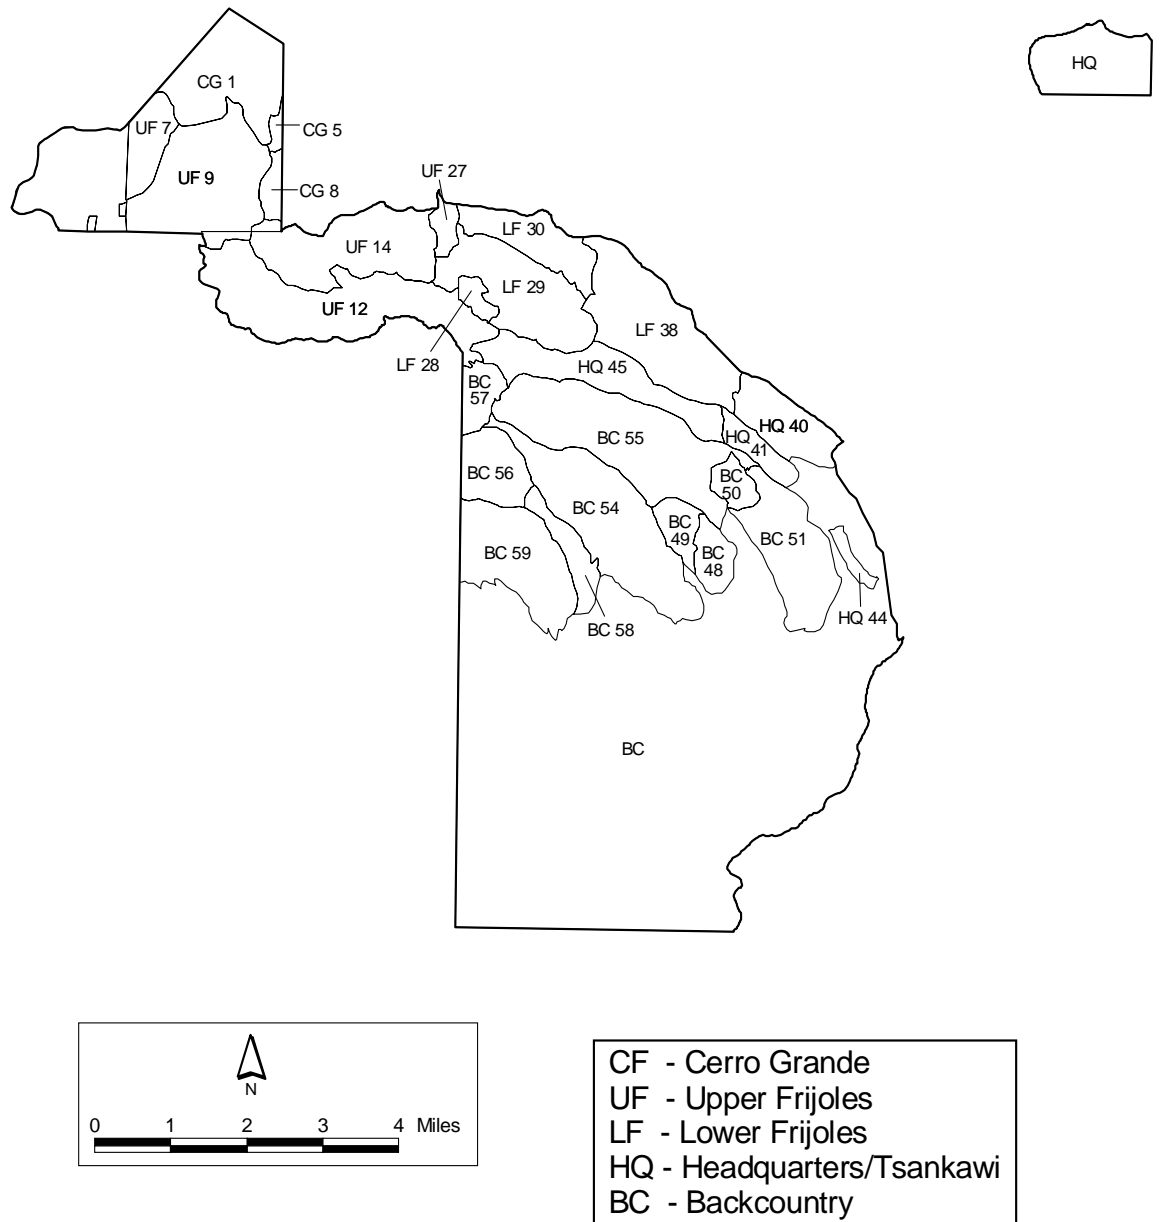 HQ
CG 1
UF 7
CG 5
UF 9
CG 8
UF 27
LF 30
UF 14
LF 29
UF 12
LF 38
LF 28
HQ 45
BC
57
HQ 40
BC 55
HQ
41
BC 56
BC
50
BC 54
BC
49
BC 51
BC 59
BC
48
HQ 44
BC 58
BC
N
0 1 2 3 4 Miles
CF - Cerro Grande
UF - Upper Frijoles
LF - Lower Frijoles
HQ - Headquarters/Tsankawi
BC - Backcountry